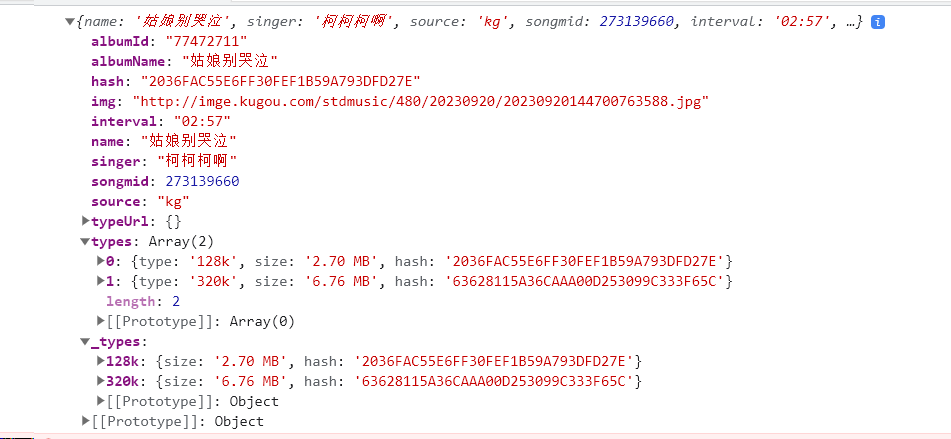 ▼{name: '姑娘别哭泣', singer: '柯柯柯啊', source: 'kg', songmid: 273139660, interval: '02:57', …} i
albumId: "77472711"
albumName: "姑娘别哭泣"
hash: "2036FAC55E6FF30FEF1B59A793DFD27E"
img: "http://imge.kugou.com/stdmusic/480/20230920/20230920144700763588.jpg"
interval: "02:57"
name: "姑娘别哭泣"
singer: "柯柯柯啊"
songmid: 273139660
source: "kg"
▶typeUrl: {}
▼types: Array(2)
▶0: {type: '128k', size: '2.70 MB', hash: '2036FAC55E6FF30FEF1B59A793DFD27E'}
▶1: {type: '320k', size: '6.76 MB', hash: '63628115A36CAAA00D253099C333F65C'}
length: 2
▶[[Prototype]]: Array(0)
▼_types:
▶128k: {size: '2.70 MB', hash: '2036FAC55E6FF30FEF1B59A793DFD27E'}
▶320k: {size: '6.76 MB', hash: '63628115A36CAAA00D253099C333F65C'}
▶[[Prototype]]: Object
▶[[Prototype]]: Object